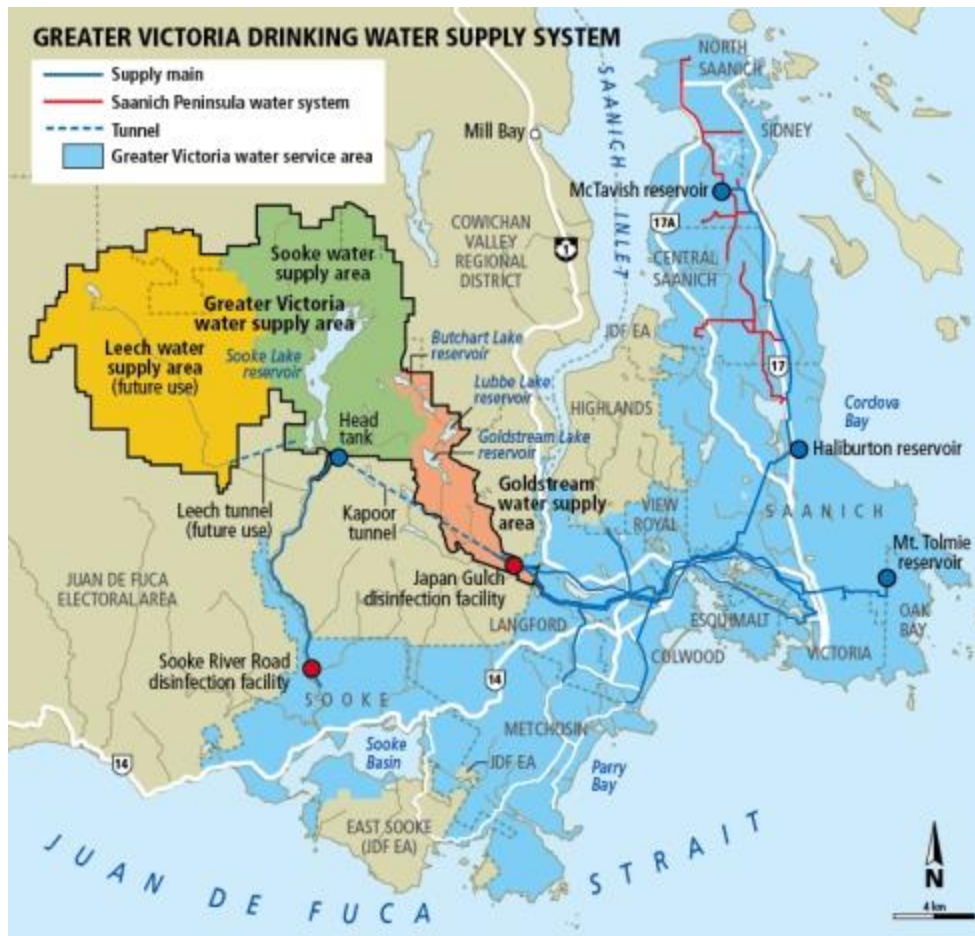 GREATER VICTORIA DRINKING WATER SUPPLY SYSTEM
Supply main
Saanich Peninsula water system
Tunnel
Greater Victoria water service area
NORTH
SAANICH
SIDNEY
SAANICH INLET
Mill Bay
McTavish reservoir
17A
COWICHAN
VALLEY
REGIONAL
DISTRICT
1
CENTRAL
SAANICH
Sooke water
supply area
Greater Victoria
water supply area
Leech water
supply area
(future use)
Sooke Lake
reservoir
Butchart Lake
reservoir
JDF EA
Lubbe Lake
reservoir
17
HIGHLANDS
Cordova
Bay
Head
tank
Goldstream Lake
reservoir
Haliburton reservoir
Goldstream
water supply
area
Leech tunnel
(future use)
Kapoor
tunnel
VIEW
ROYAL
SAANICH
Mt. Tolmie
reservoir
JUAN DE FUCA
ELECTORAL AREA
Japan Gulch
disinfection facility
LANGFORD
ESQUIMALT
OAK
BAY
COLWOOD
VICTORIA
Sooke River Road
disinfection facility
SOOKE
14
METCHOSIN
Sooke
Basin
JDF EA
14
Parry
Bay
EAST SOOKE
(JDF EA)
JUAN DE FUCA STRAIT
N
4 km